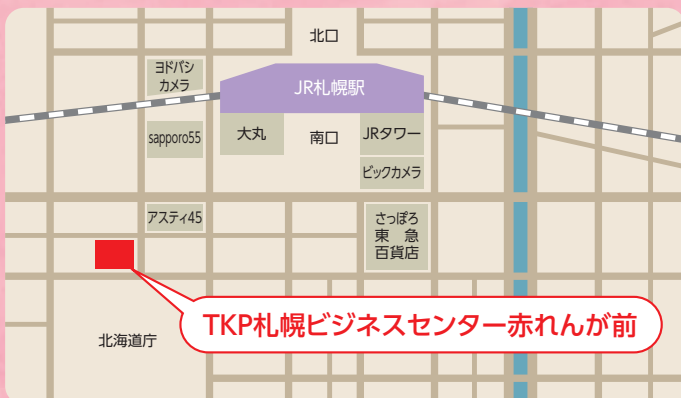 北口
ヨドバシ
カメラ
JR札幌駅
sapporo55
大丸
南口
JRタワー
ビックカメラ
アスティ45
さっぽろ
東 急
百貨店
TKP札幌ビジネスセンター赤れんが前
北海道庁